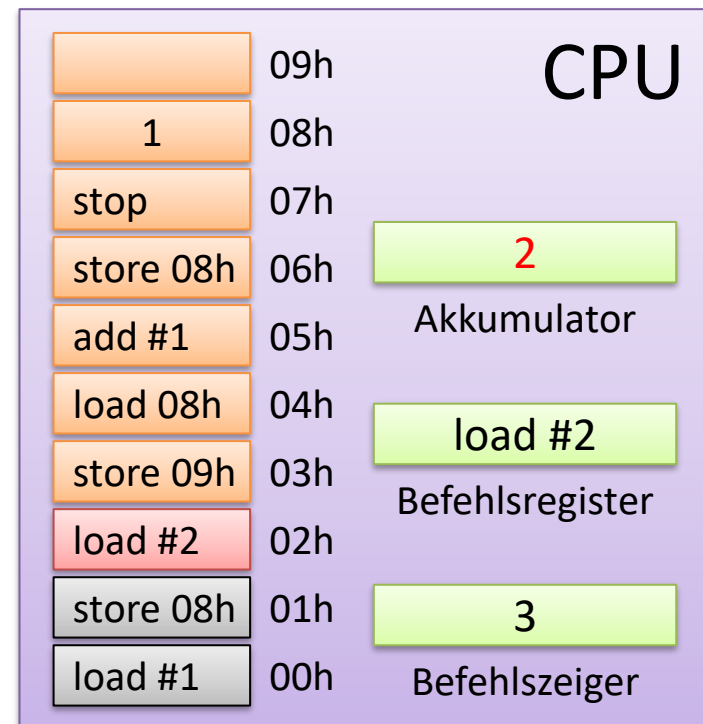 CPU
09h
1 08h
stop 07h
store 08h 06h
add #1 05h
load 08h 04h
store 09h 03h
load #2 02h
store 08h 01h
load #1 00h
2
Akkumulator
load #2
Befehlsregister
3
Befehlszeiger